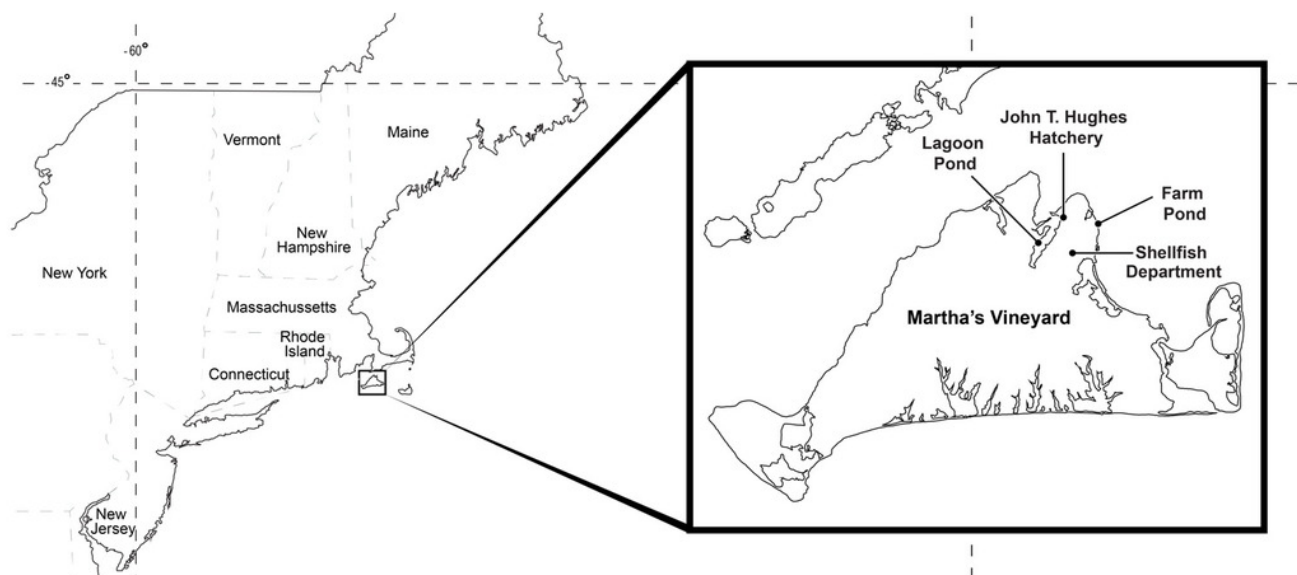 -60°
-45°
Vermont
Maine
New
Hampshire
New York
Massachusetts
Rhode
Island
Connecticut
New
Jersey
John T. Hughes
Hatchery
Lagoon
Pond
Farm
Pond
Shellfish
Department
Martha's Vineyard